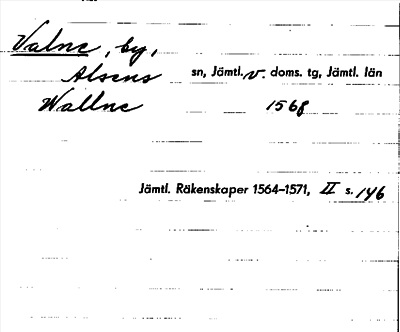 Valne, by,
Alsens sn, Jämtl. v. doms. tg, Jämtl. län
Wallne 1568
Jämtl. Räkenskaper 1564–1571, II s. 146